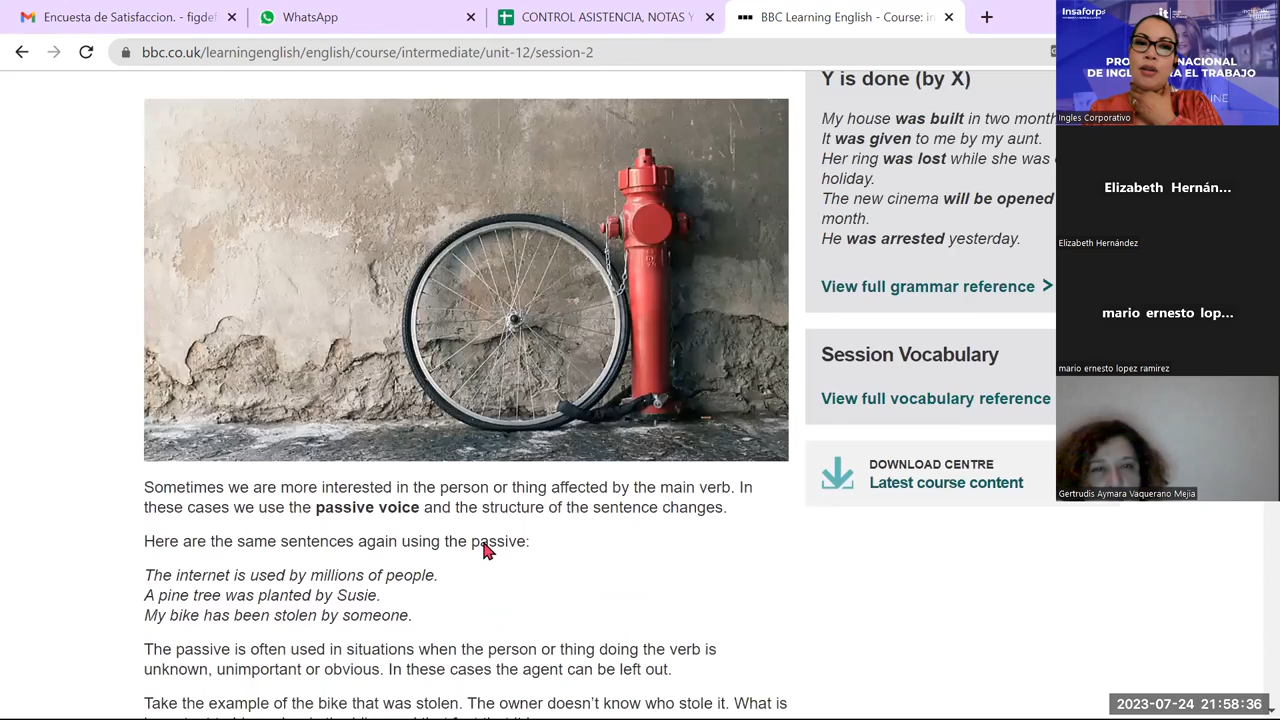 Encuesta de Satisfaccion. - figdef
WhatsApp
CONTROL ASISTENCIA, NOTAS Y
BBC Learning English - Course: in
bbc.co.uk/learningenglish/english/course/intermediate/unit-12/session-2
Sometimes we are more interested in the person or thing affected by the main verb. In
these cases we use the passive voice and the structure of the sentence changes.
Here are the same sentences again using the passive:
The internet is used by millions of people.
A pine tree was planted by Susie.
My bike has been stolen by someone.
The passive is often used in situations when the person or thing doing the verb is
unknown, unimportant or obvious. In these cases the agent can be left out.
Take the example of the bike that was stolen. The owner doesn't know who stole it. What is
Y is done (by X)
My house was built in two month
It was given to me by my aunt.
Her ring was lost while she was
holiday.
The new cinema will be opened
month.
He was arrested yesterday.
View full grammar reference >
Session Vocabulary
View full vocabulary reference
DOWNLOAD CENTRE
Latest course content
Insaforp
PRO NACIONAL
DE INGL RA EL TRABAJO
INE
Ingles Corporativo
Elizabeth Hernán...
Elizabeth Hernández
mario ernesto lop...
mario ernesto lopez ramirez
Gertrudis Aymara Vaquerano Mejia
2023-07-24 21:58:36